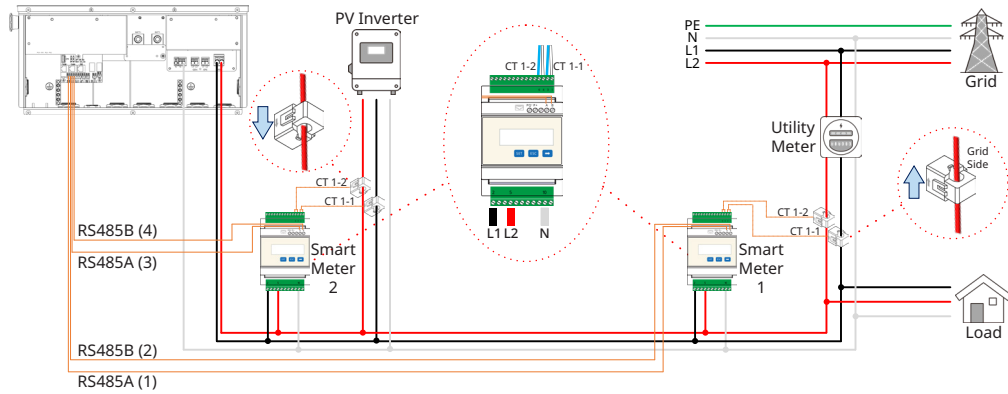 PV Inverter
PE
N
L1
L2
Grid
CT 1-2
CT 1-1
Utility
Meter
Grid
Side
CT 1-2
CT 1-1
L1 L2 N
CT 1-2
CT 1-1
RS485B (4)
RS485A (3)
Smart
Meter
2
Smart
Meter
1
Load
RS485B (2)
RS485A (1)